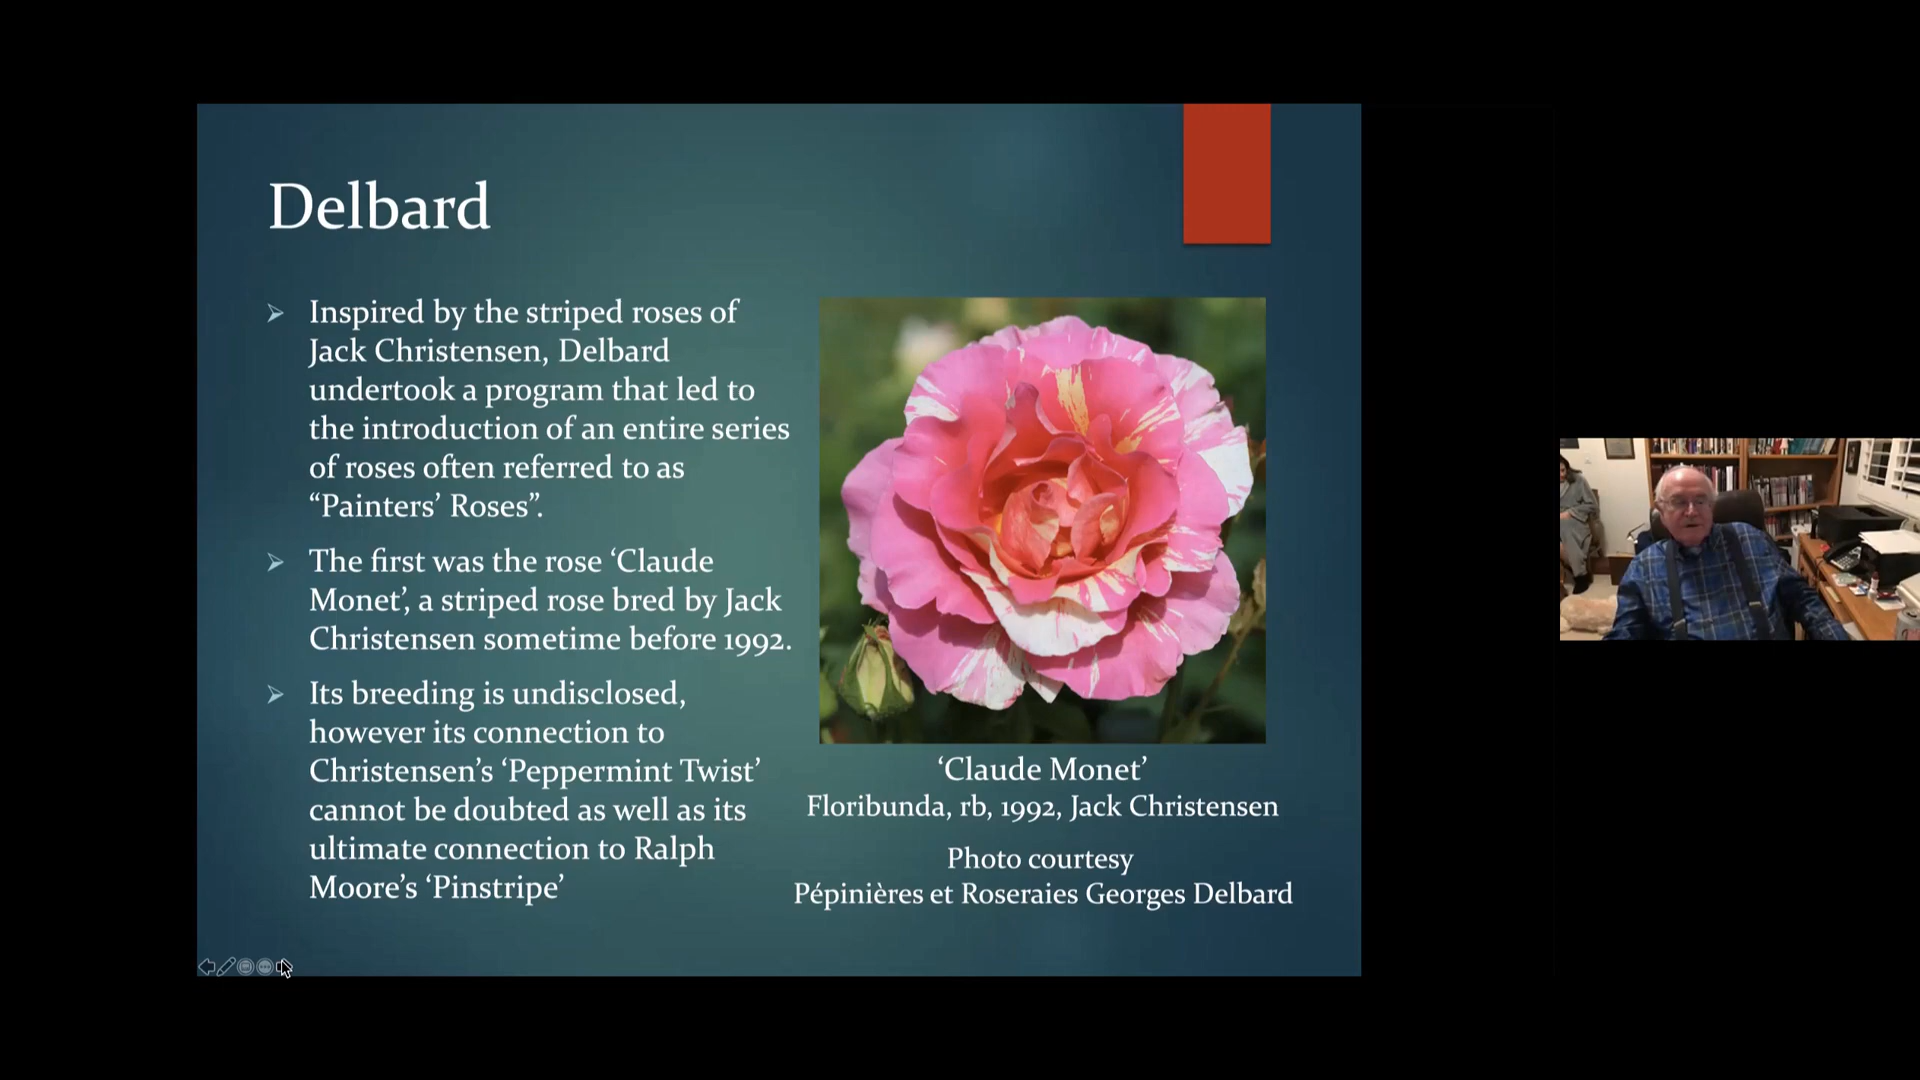 Delbard
Inspired by the striped roses of
Jack Christensen, Delbard
undertook a program that led to
the introduction of an entire series
of roses often referred to as
“Painters’ Roses”.
The first was the rose ‘Claude
Monet’, a striped rose bred by Jack
Christensen sometime before 1992.
Its breeding is undisclosed,
however its connection to
Christensen’s ‘Peppermint Twist’
cannot be doubted as well as its
ultimate connection to Ralph
Moore’s ‘Pinstripe’
‘Claude Monet’
Floribunda, rb, 1992, Jack Christensen
Photo courtesy
Pépinières et Roseraies Georges Delbard